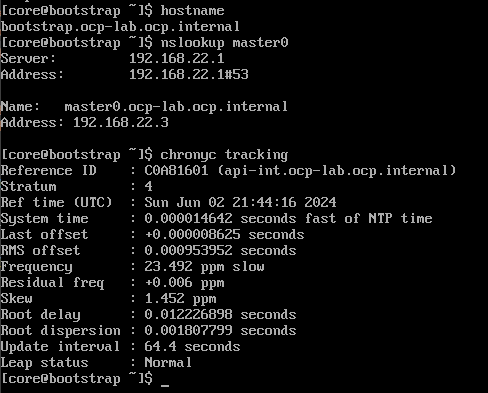 [core@bootstrap ~]$ hostname
bootstrap.ocp-lab.ocp.internal
[core@bootstrap ~]$ nslookup master0
Server:         192.168.22.1
Address:        192.168.22.1#53

Name:   master0.ocp-lab.ocp.internal
Address: 192.168.22.3

[core@bootstrap ~]$ chronyc tracking
Reference ID    : C0A81601 (api-int.ocp-lab.ocp.internal)
Stratum         : 4
Ref time (UTC)  : Sun Jun 02 21:44:16 2024
System time     : 0.000014642 seconds fast of NTP time
Last offset     : +0.000008625 seconds
RMS offset      : 0.000953952 seconds
Frequency       : 23.492 ppm slow
Residual freq   : +0.006 ppm
Skew            : 1.452 ppm
Root delay      : 0.012226898 seconds
Root dispersion : 0.001807799 seconds
Update interval : 64.4 seconds
Leap status     : Normal
[core@bootstrap ~]$ _